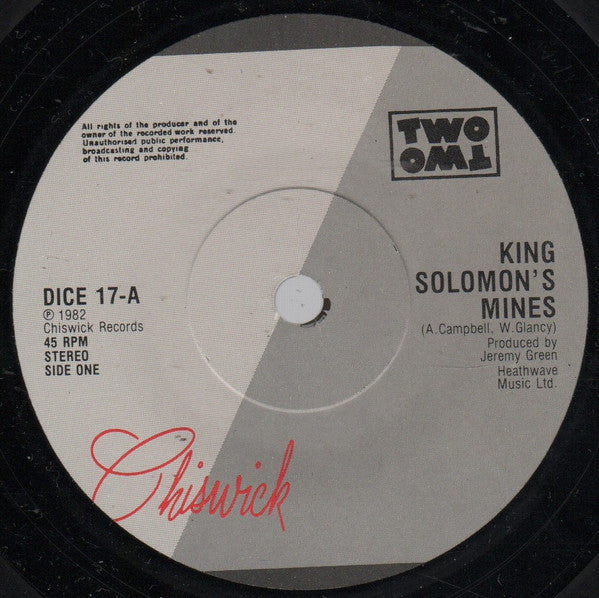 All rights of the producer and of the
owner of the recorded work reserved.
Unauthorised public performance,
broadcasting and copying
of this record prohibited.
TWO
TWO
KING
SOLOMON'S
MINES
(A. Campbell, W. Glancy)
Produced by
Jeremy Green
Heathwave
Music Ltd.
DICE 17-A
℗ 1982
Chiswick Records
45 RPM
STEREO
SIDE ONE
Chiswick